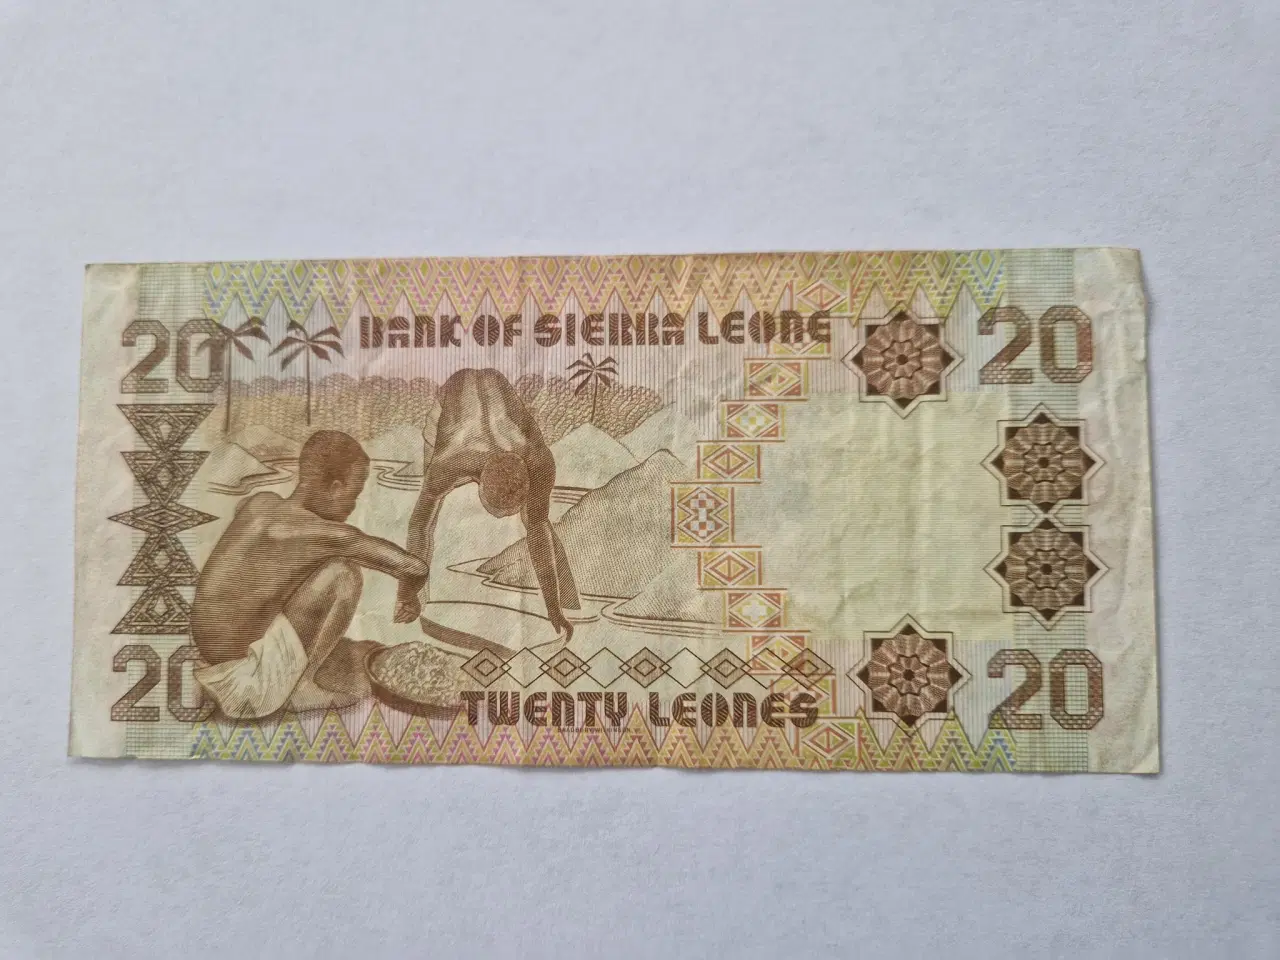 20 BANK OF SIERRA LEONE 20
20 TWENTY LEONES 20